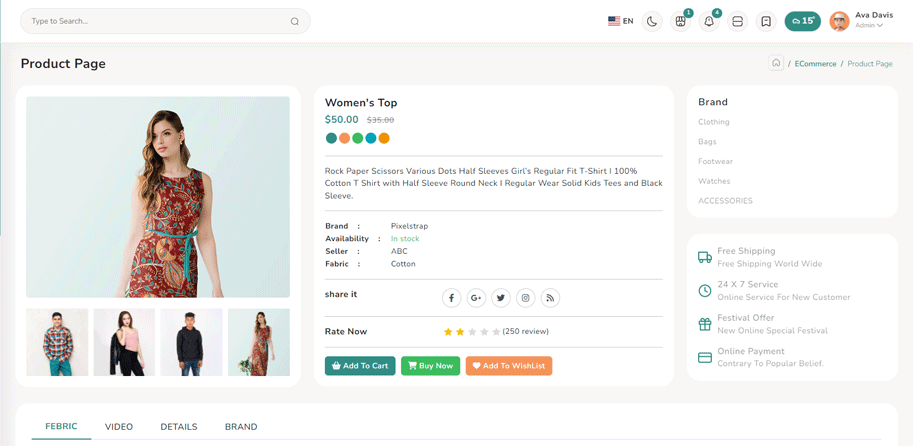 Type to Search...
EN
1
4
15°
Ava Davis
Admin
Product Page
/ ECommerce / Product Page
Women's Top
$50.00 $35.00
Rock Paper Scissors Various Dots Half Sleeves Girl's Regular Fit T-Shirt I 100%
Cotton T Shirt with Half Sleeve Round Neck I Regular Wear Solid Kids Tees and Black
Sleeve.
Brand : Pixelstrap
Availability : In stock
Seller : ABC
Fabric : Cotton
share it
G+
Rate Now (250 review)
Add To Cart
Buy Now
Add To WishList
Brand
Clothing
Bags
Footwear
Watches
ACCESSORIES
Free Shipping
Free Shipping World Wide
24 X 7 Service
Online Service For New Customer
Festival Offer
New Online Special Festival
Online Payment
Contrary To Popular Belief.
FEBRIC VIDEO DETAILS BRAND